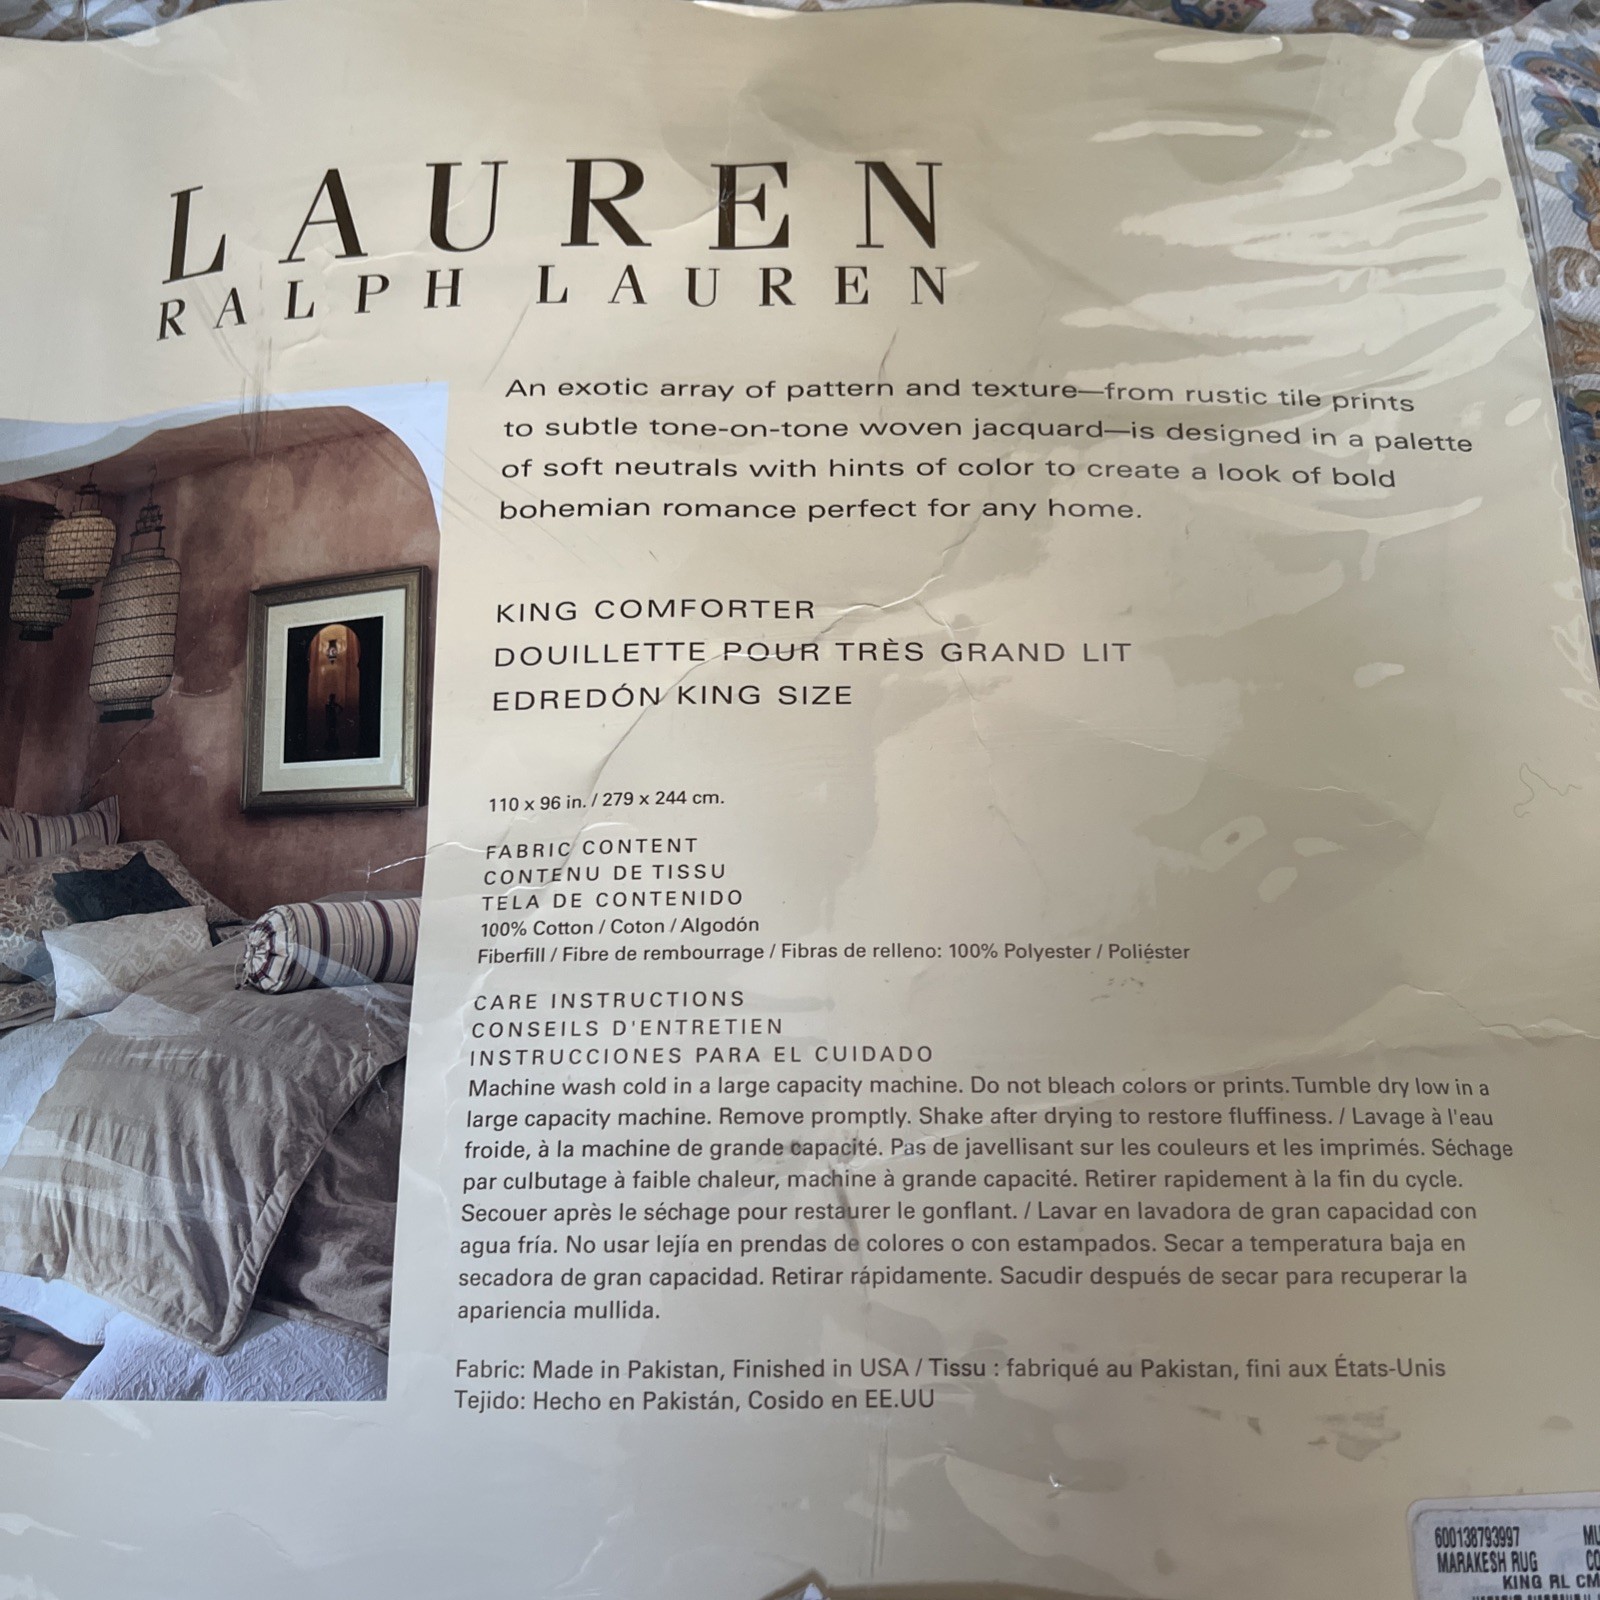 LAUREN
RALPH LAUREN
An exotic array of pattern and texture—from rustic tile prints
to subtle tone-on-tone woven jacquard—is designed in a palette
of soft neutrals with hints of color to create a look of bold
bohemian romance perfect for any home.
KING COMFORTER
DOUILLETTE POUR TRÈS GRAND LIT
EDREDÓN KING SIZE
110 x 96 in. / 279 x 244 cm.
FABRIC CONTENT
CONTENU DE TISSU
TELA DE CONTENIDO
100% Cotton / Coton / Algodón
Fiberfill / Fibre de rembourrage / Fibras de relleno: 100% Polyester / Poliéster
CARE INSTRUCTIONS
CONSEILS D'ENTRETIEN
INSTRUCCIONES PARA EL CUIDADO
Machine wash cold in a large capacity machine. Do not bleach colors or prints. Tumble dry low in a
large capacity machine. Remove promptly. Shake after drying to restore fluffiness. / Lavage à l'eau
froide, à la machine de grande capacité. Pas de javellisant sur les couleurs et les imprimés. Séchage
par culbutage à faible chaleur, machine à grande capacité. Retirer rapidement à la fin du cycle.
Secouer après le séchage pour restaurer le gonflant. / Lavar en lavadora de gran capacidad con
agua fría. No usar lejía en prendas de colores o con estampados. Secar a temperatura baja en
secadora de gran capacidad. Retirar rápidamente. Sacudir después de secar para recuperar la
apariencia mullida.
Fabric: Made in Pakistan, Finished in USA / Tissu : fabriqué au Pakistan, fini aux États-Unis
Tejido: Hecho en Pakistán, Cosido en EE.UU
600138793997 MU
MARAKESH RUG CO
KING RL CM